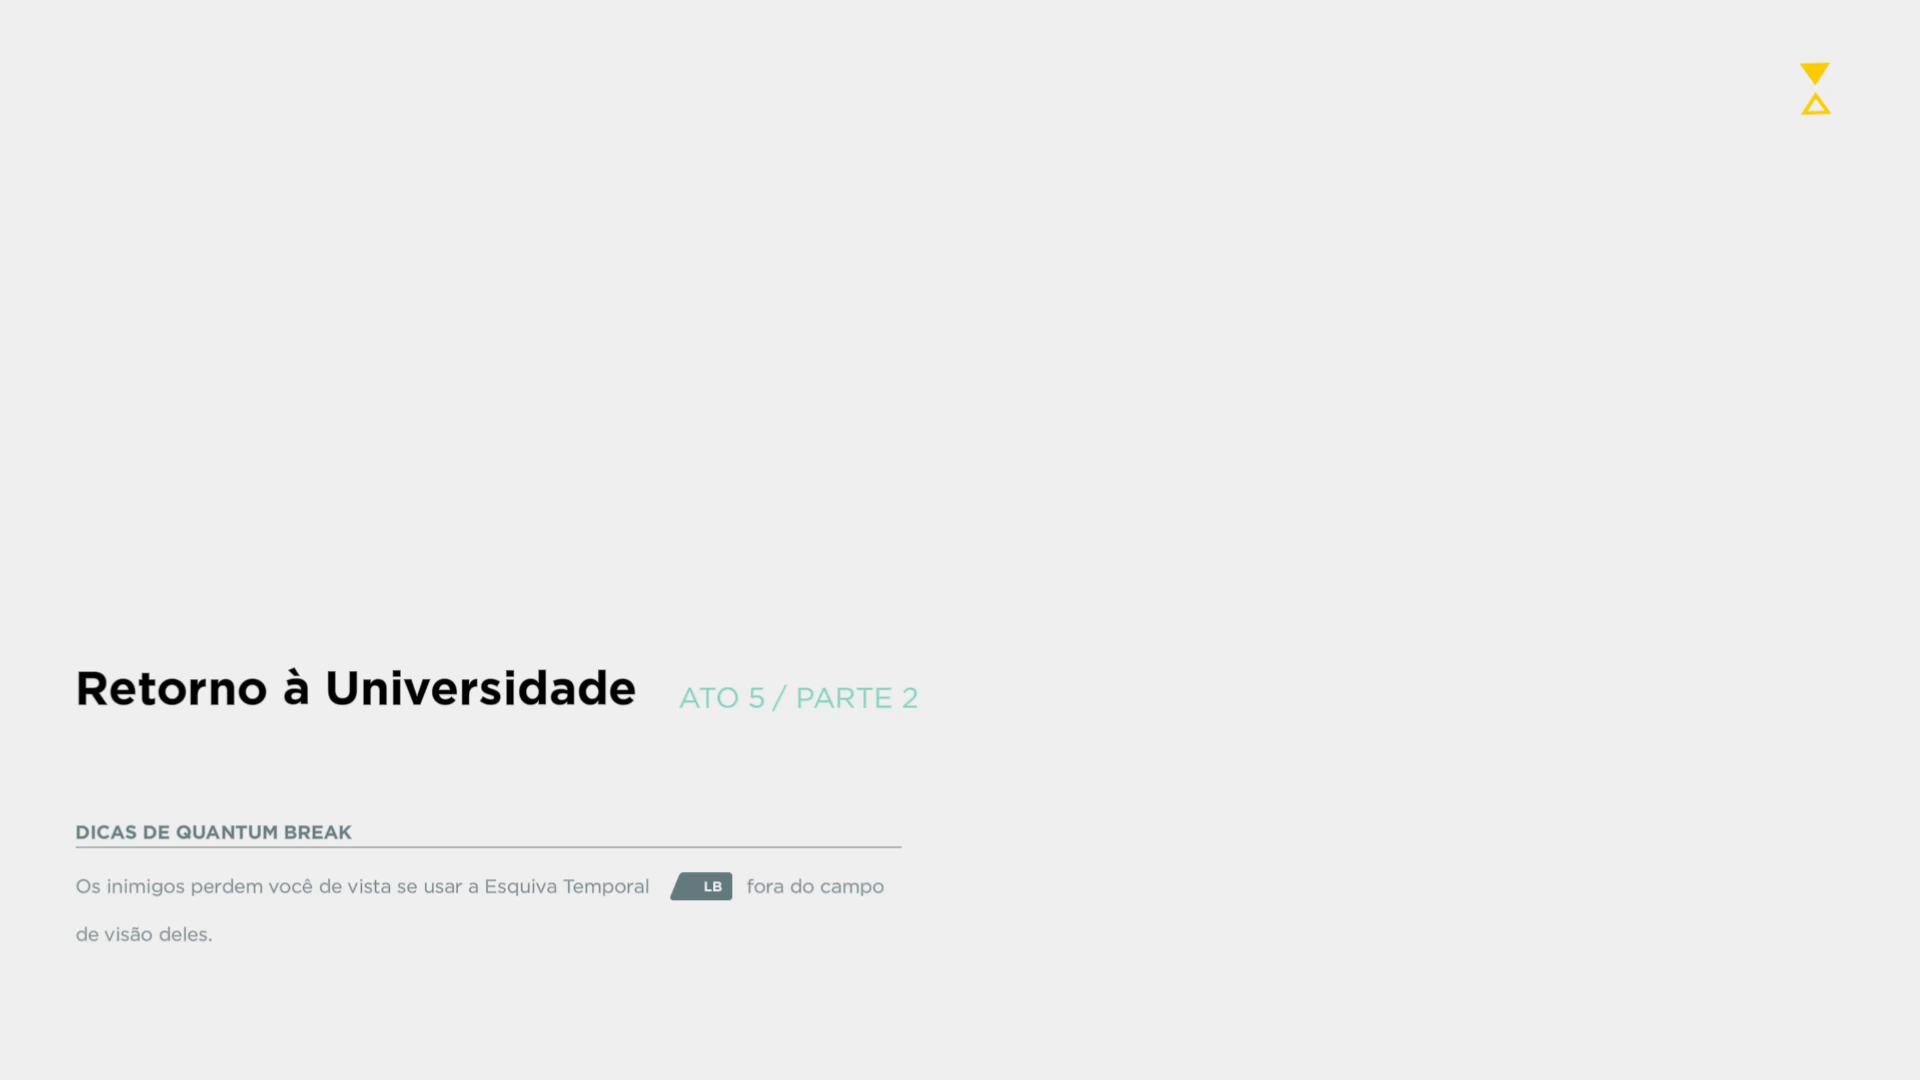 Retorno à Universidade ATO 5 / PARTE 2
DICAS DE QUANTUM BREAK
Os inimigos perdem você de vista se usar a Esquiva Temporal LB fora do campo
de visão deles.